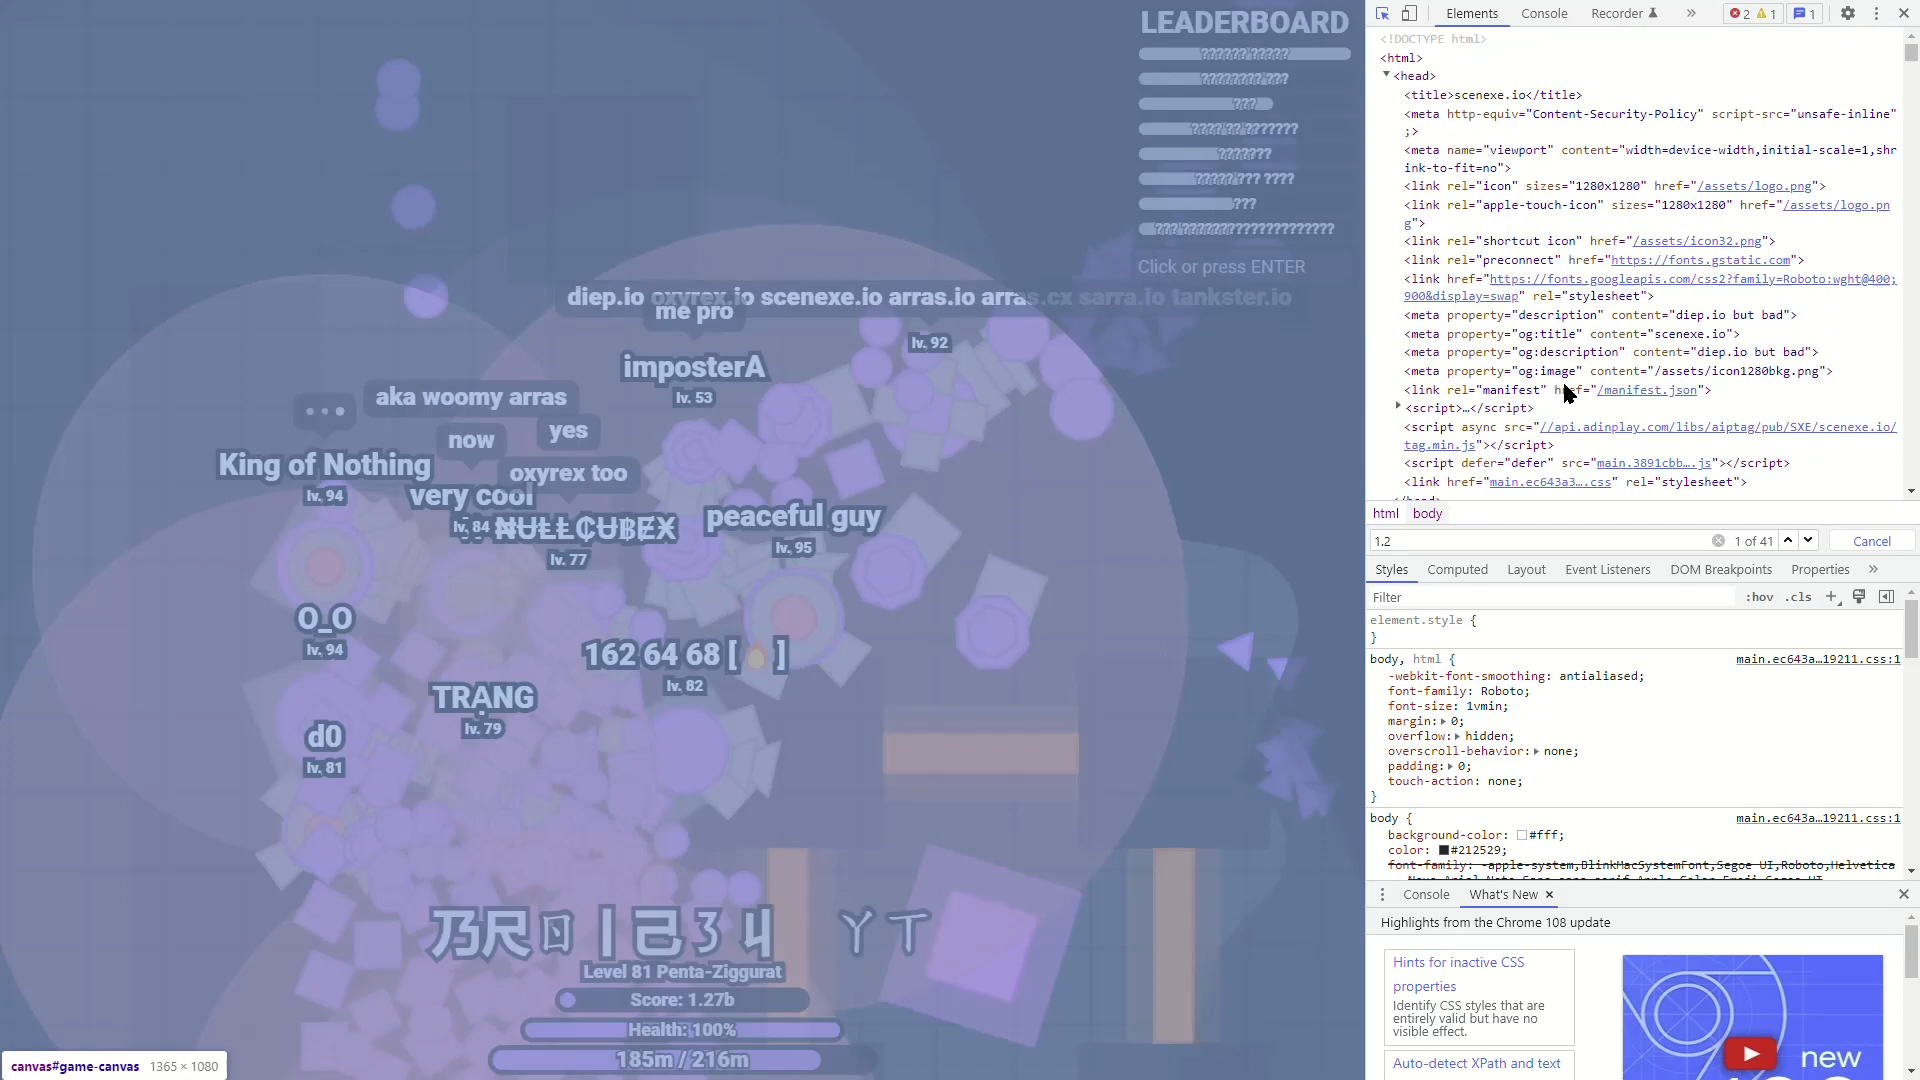 LEADERBOARD
?????? ?????
???????? ???
???
???? ?? ???????
???????
????? ??? ????
???
Click or press ENTER
diep.io oxyrex.io scenexe.io arras.io arras.cx sarra.io tankster.io
me pro
lv. 92
imposterA
lv. 53
aka woomy arras
now
yes
King of Nothing
lv. 94
oxyrex too
very cool
lv. 84
peaceful guy
lv. 95
lv. 77
O_O
lv. 94
162 64 68 [🔥]
lv. 82
TRANG
lv. 79
d0
lv. 81
Level 81 Penta-Ziggurat
Score: 1.27b
Health: 100%
185m / 216m
canvas#game-canvas 1365 × 1080
Elements Console Recorder » 2 1 1
<!DOCTYPE html>
<html>
<head>
<title>scenexe.io</title>
<meta http-equiv="Content-Security-Policy" script-src="unsafe-inline"
;>
<meta name="viewport" content="width=device-width,initial-scale=1,shr
ink-to-fit=no">
<link rel="icon" sizes="1280x1280" href="/assets/logo.png">
<link rel="apple-touch-icon" sizes="1280x1280" href="/assets/logo.pn
g">
<link rel="shortcut icon" href="/assets/icon32.png">
<link rel="preconnect" href="https://fonts.gstatic.com">
<link href="https://fonts.googleapis.com/css2?family=Roboto:wght@400;
900&display=swap" rel="stylesheet">
<meta property="description" content="diep.io but bad">
<meta property="og:title" content="scenexe.io">
<meta property="og:description" content="diep.io but bad">
<meta property="og:image" content="/assets/icon1280bkg.png">
<link rel="manifest" href="/manifest.json">
<script>…</script>
<script async src="//api.adinplay.com/libs/aiptag/pub/SXE/scenexe.io/
tag.min.js"></script>
<script defer="defer" src="main.3891cbb….js"></script>
<link href="main.ec643a3….css" rel="stylesheet">
</head>
html body
1.2 1 of 41 Cancel
Styles Computed Layout Event Listeners DOM Breakpoints Properties »
Filter :hov .cls +
element.style {
}
body, html { main.ec643a…19211.css:1
-webkit-font-smoothing: antialiased;
font-family: Roboto;
font-size: 1vmin;
margin: 0;
overflow: hidden;
overscroll-behavior: none;
padding: 0;
touch-action: none;
}
body { main.ec643a…19211.css:1
background-color: #fff;
color: #212529;
font-family: -apple-system,BlinkMacSystemFont,Segoe UI,Roboto,Helvetica
Console What's New ×
Highlights from the Chrome 108 update
Hints for inactive CSS
properties
Identify CSS styles that are
entirely valid but have no
visible effect.
Auto-detect XPath and text
new